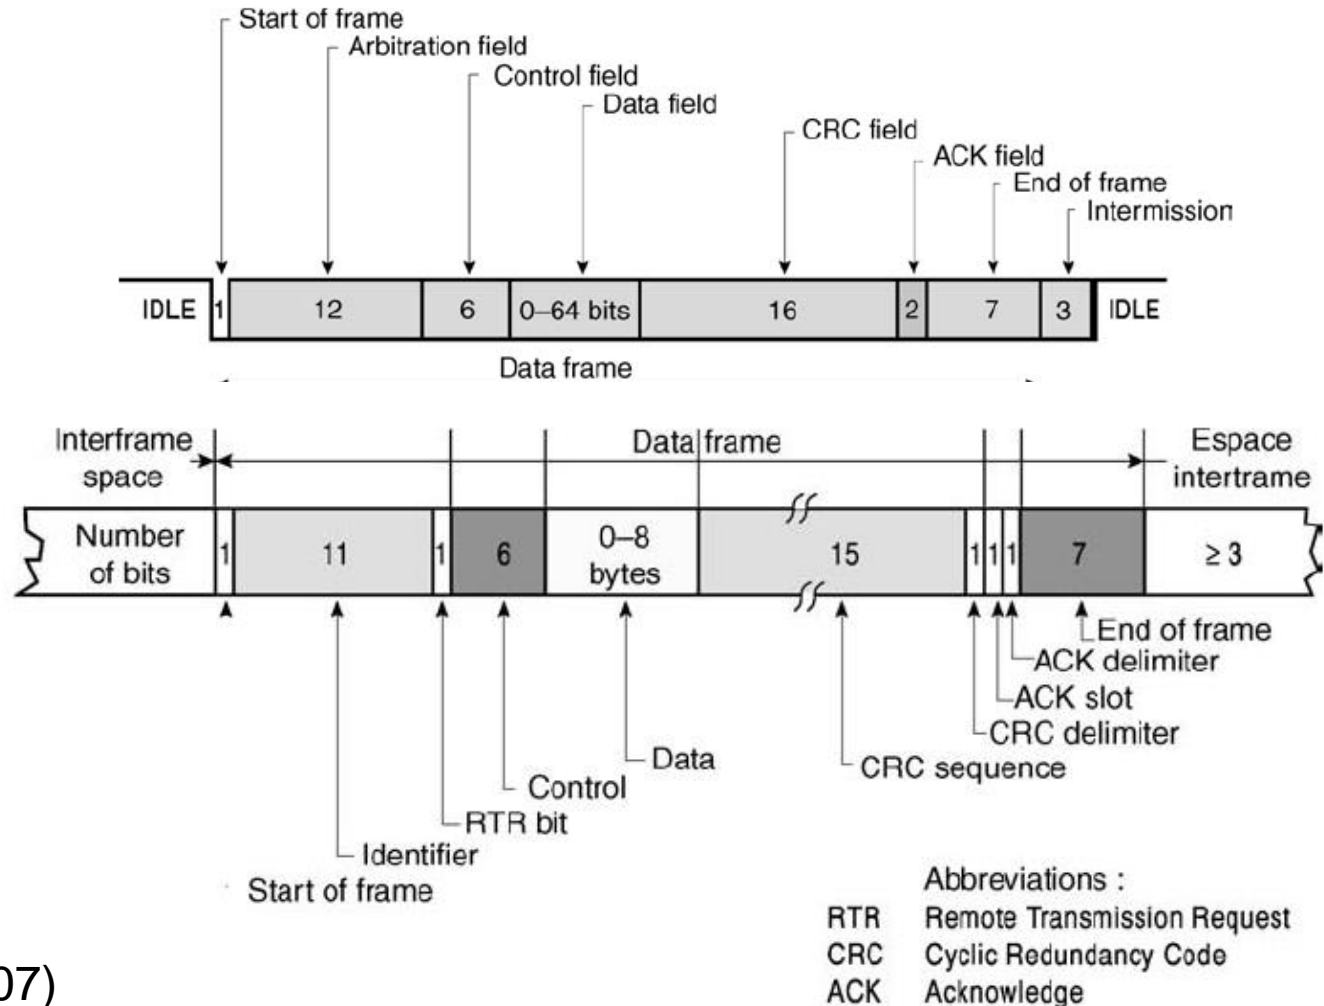 Start of frame
Arbitration field
Control field
Data field
CRC field
ACK field
End of frame
Intermission
IDLE 1 12 6 0–64 bits 16 2 7 3 IDLE
Data frame
Interframe space
Data frame
Espace intertrame
Number of bits
1 11 1 6 0–8 bytes 15 1 1 1 7 ≥ 3
End of frame
ACK delimiter
ACK slot
CRC delimiter
CRC sequence
Data
Control
RTR bit
Identifier
Start of frame
Abbreviations :
RTR Remote Transmission Request
CRC Cyclic Redundancy Code
ACK Acknowledge
07)